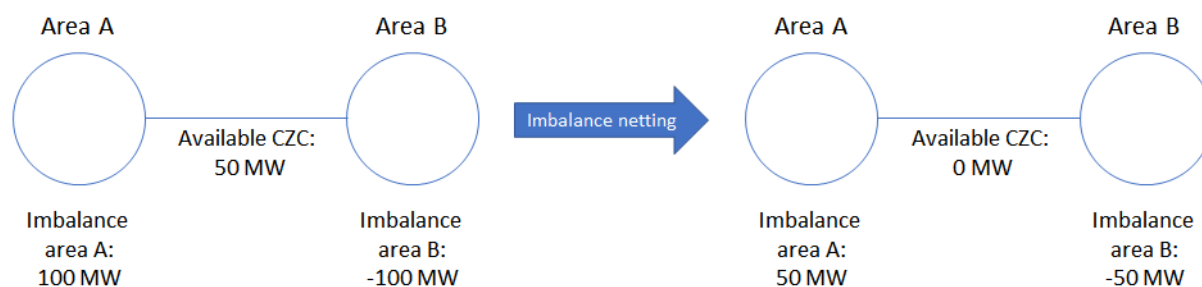 Area A
Area B
Available CZC:
50 MW
Imbalance
area A:
100 MW
Imbalance
area B:
-100 MW
Imbalance netting
Area A
Area B
Available CZC:
0 MW
Imbalance
area A:
50 MW
Imbalance
area B:
-50 MW